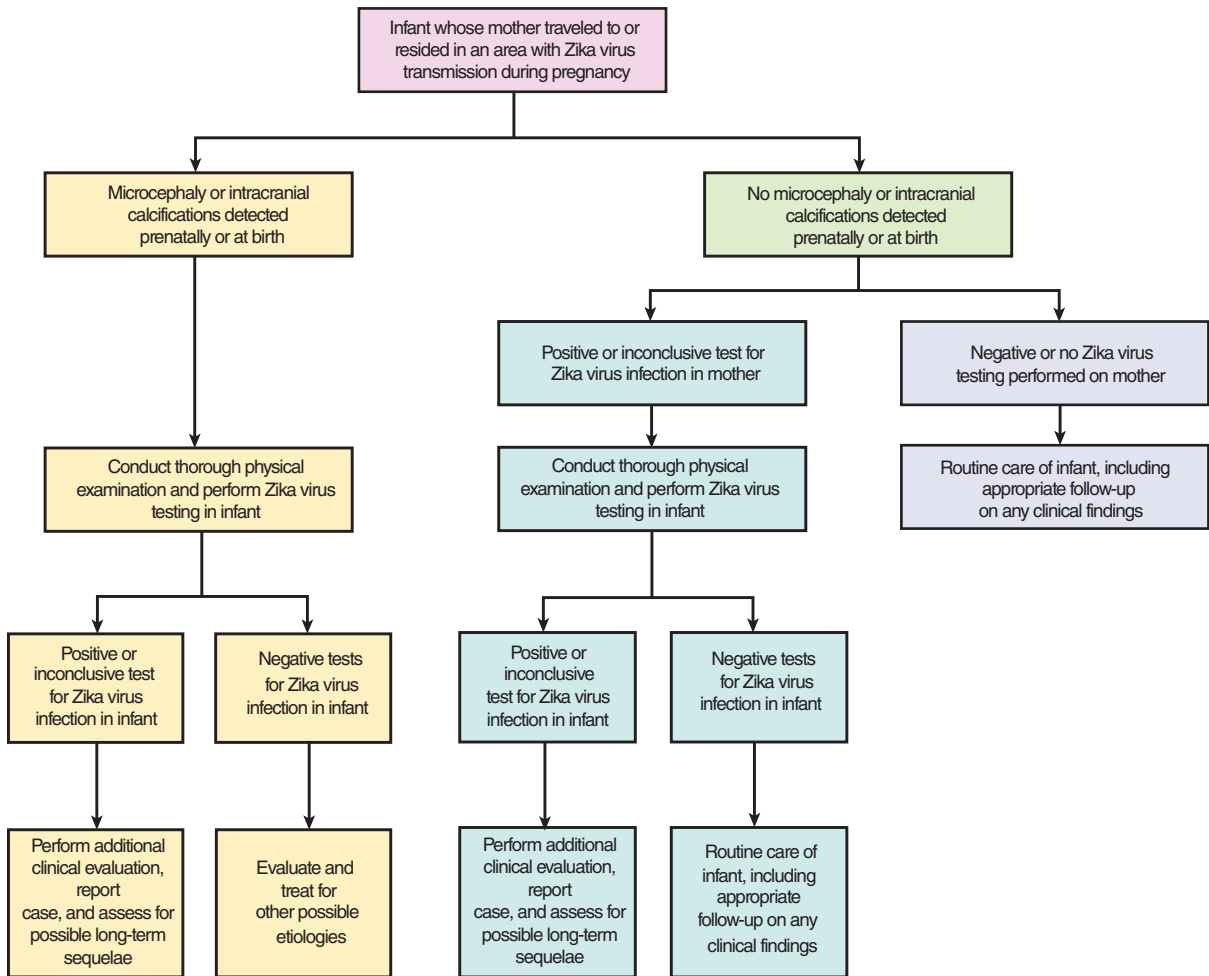 Infant whose mother traveled to or
resided in an area with Zika virus
transmission during pregnancy
Microcephaly or intracranial
calcifications detected
prenatally or at birth
No microcephaly or intracranial
calcifications detected
prenatally or at birth
Positive or inconclusive test for
Zika virus infection in mother
Negative or no Zika virus
testing performed on mother
Conduct thorough physical
examination and perform Zika virus
testing in infant
Conduct thorough physical
examination and perform Zika virus
testing in infant
Routine care of infant, including
appropriate follow-up
on any clinical findings
Positive or
inconclusive test
for Zika virus
infection in infant
Negative tests
for Zika virus
infection in infant
Positive or
inconclusive
test for Zika virus
infection in infant
Negative tests
for Zika virus
infection in infant
Perform additional
clinical evaluation,
report
case, and assess for
possible long-term
sequelae
Evaluate and
treat for
other possible
etiologies
Perform additional
clinical evaluation,
report
case, and assess for
possible long-term
sequelae
Routine care of
infant, including
appropriate
follow-up on any
clinical findings